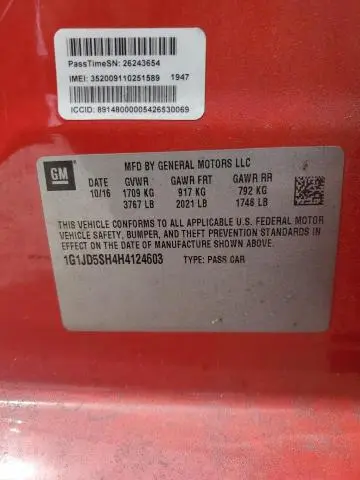 PassTimeSN: 26243654
IMEI: 352009110251589 1947
ICCID: 89148000005426530069
GM
MFD BY GENERAL MOTORS LLC
DATE GVWR GAWR FRT GAWR RR
10/16 1709 KG 917 KG 792 KG
3767 LB 2021 LB 1746 LB
THIS VEHICLE CONFORMS TO ALL APPLICABLE U.S. FEDERAL MOTOR
VEHICLE SAFETY, BUMPER, AND THEFT PREVENTION STANDARDS
IN EFFECT ON THE DATE OF MANUFACTURE SHOWN ABOVE.
1G1JD5SH4H4124603 TYPE: PASS CAR